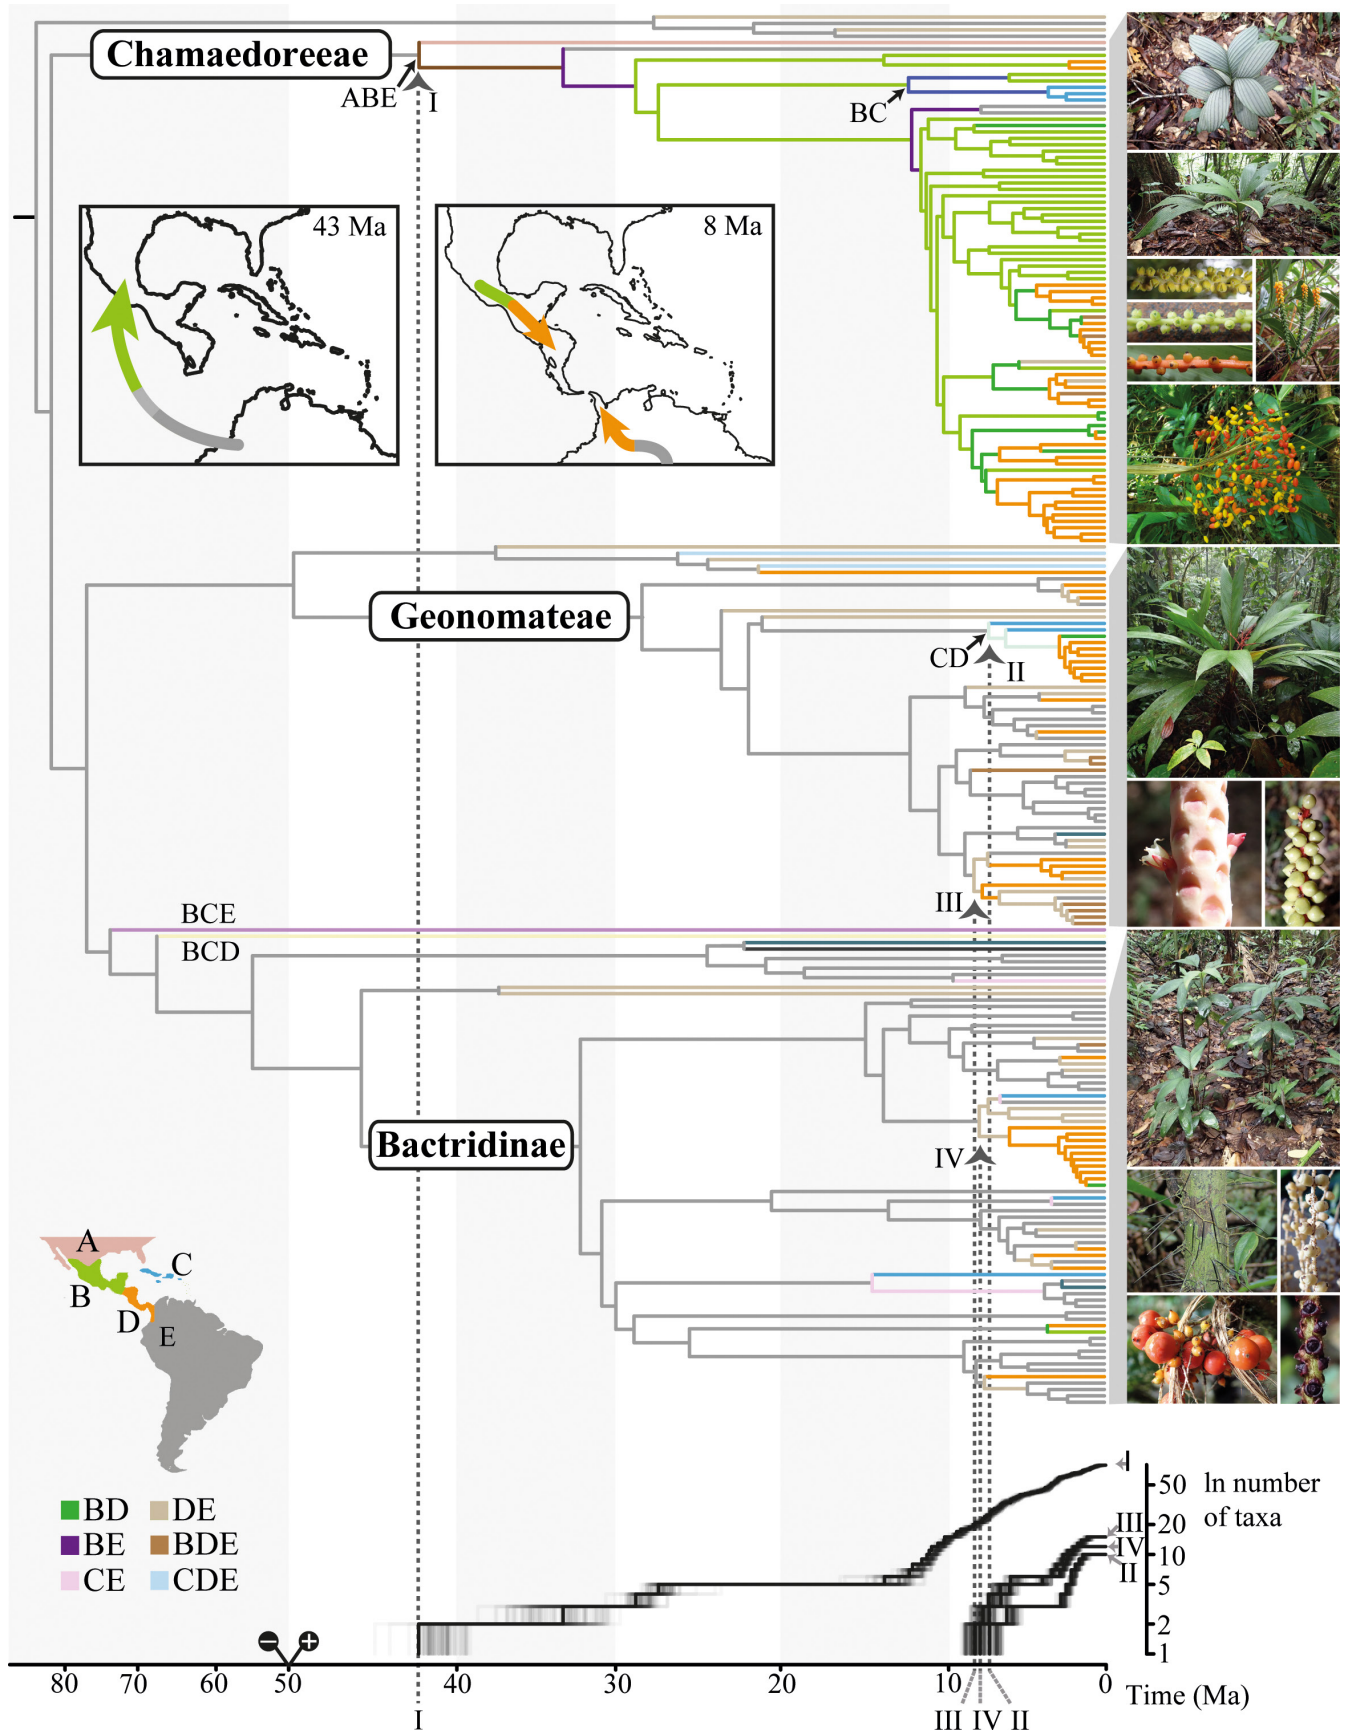 Chamaedoreeae
ABE
I
BC
43 Ma
8 Ma
Geonomateae
CD
II
III
BCE
BCD
Bactridinae
IV
A
C
B
D
E
BD
DE
BE
BDE
CE
CDE
I
50
ln number
of taxa
III
20
IV
10
II
5
2
1
− +
80 70 60 50 40 30 20 10 0
Time (Ma)
I
III IV II